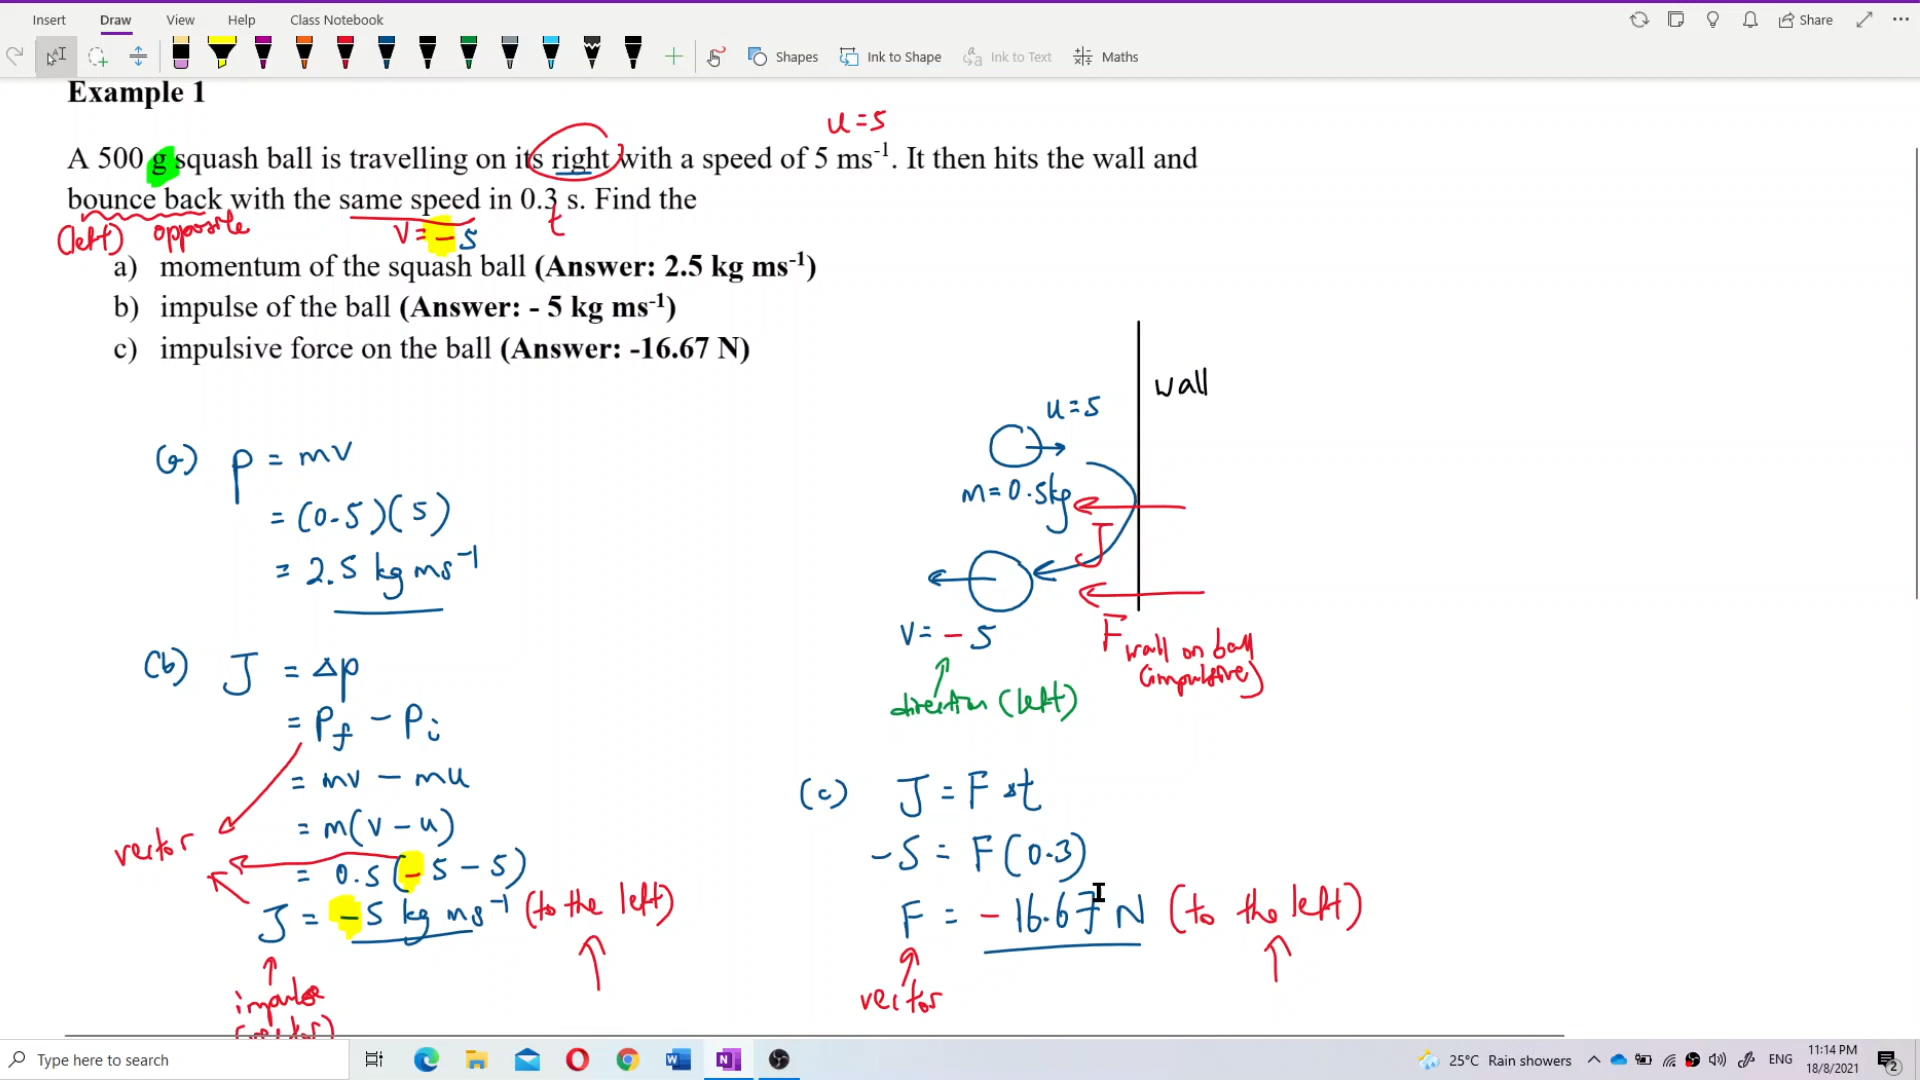 Insert Draw View Help Class Notebook Share
Shapes Ink to Shape Ink to Text Maths
Example 1
u = 5
A 500 g squash ball is travelling on its right with a speed of 5 ms⁻¹. It then hits the wall and
bounce back with the same speed in 0.3 s. Find the
(left) opposite v = - 5 t
a) momentum of the squash ball (Answer: 2.5 kg ms⁻¹)
b) impulse of the ball (Answer: - 5 kg ms⁻¹)
c) impulsive force on the ball (Answer: -16.67 N)
wall
u = 5
m = 0.5kg
J
v = - 5
direction (left)
F wall on ball
(impulsive)
(a) p = mv
= (0.5)(5)
= 2.5 kg ms⁻¹
(b) J = Δp
= Pf - Pi
= mv - mu
= m(v - u)
vector
= 0.5 (-5 - 5)
J = -5 kg ms⁻¹ (to the left)
impulse
(vector)
(c) J = FΔt
-5 = F(0.3)
F = - 16.67 N (to the left)
vector
Type here to search
25°C Rain showers
ENG
11:14 PM
18/8/2021
2